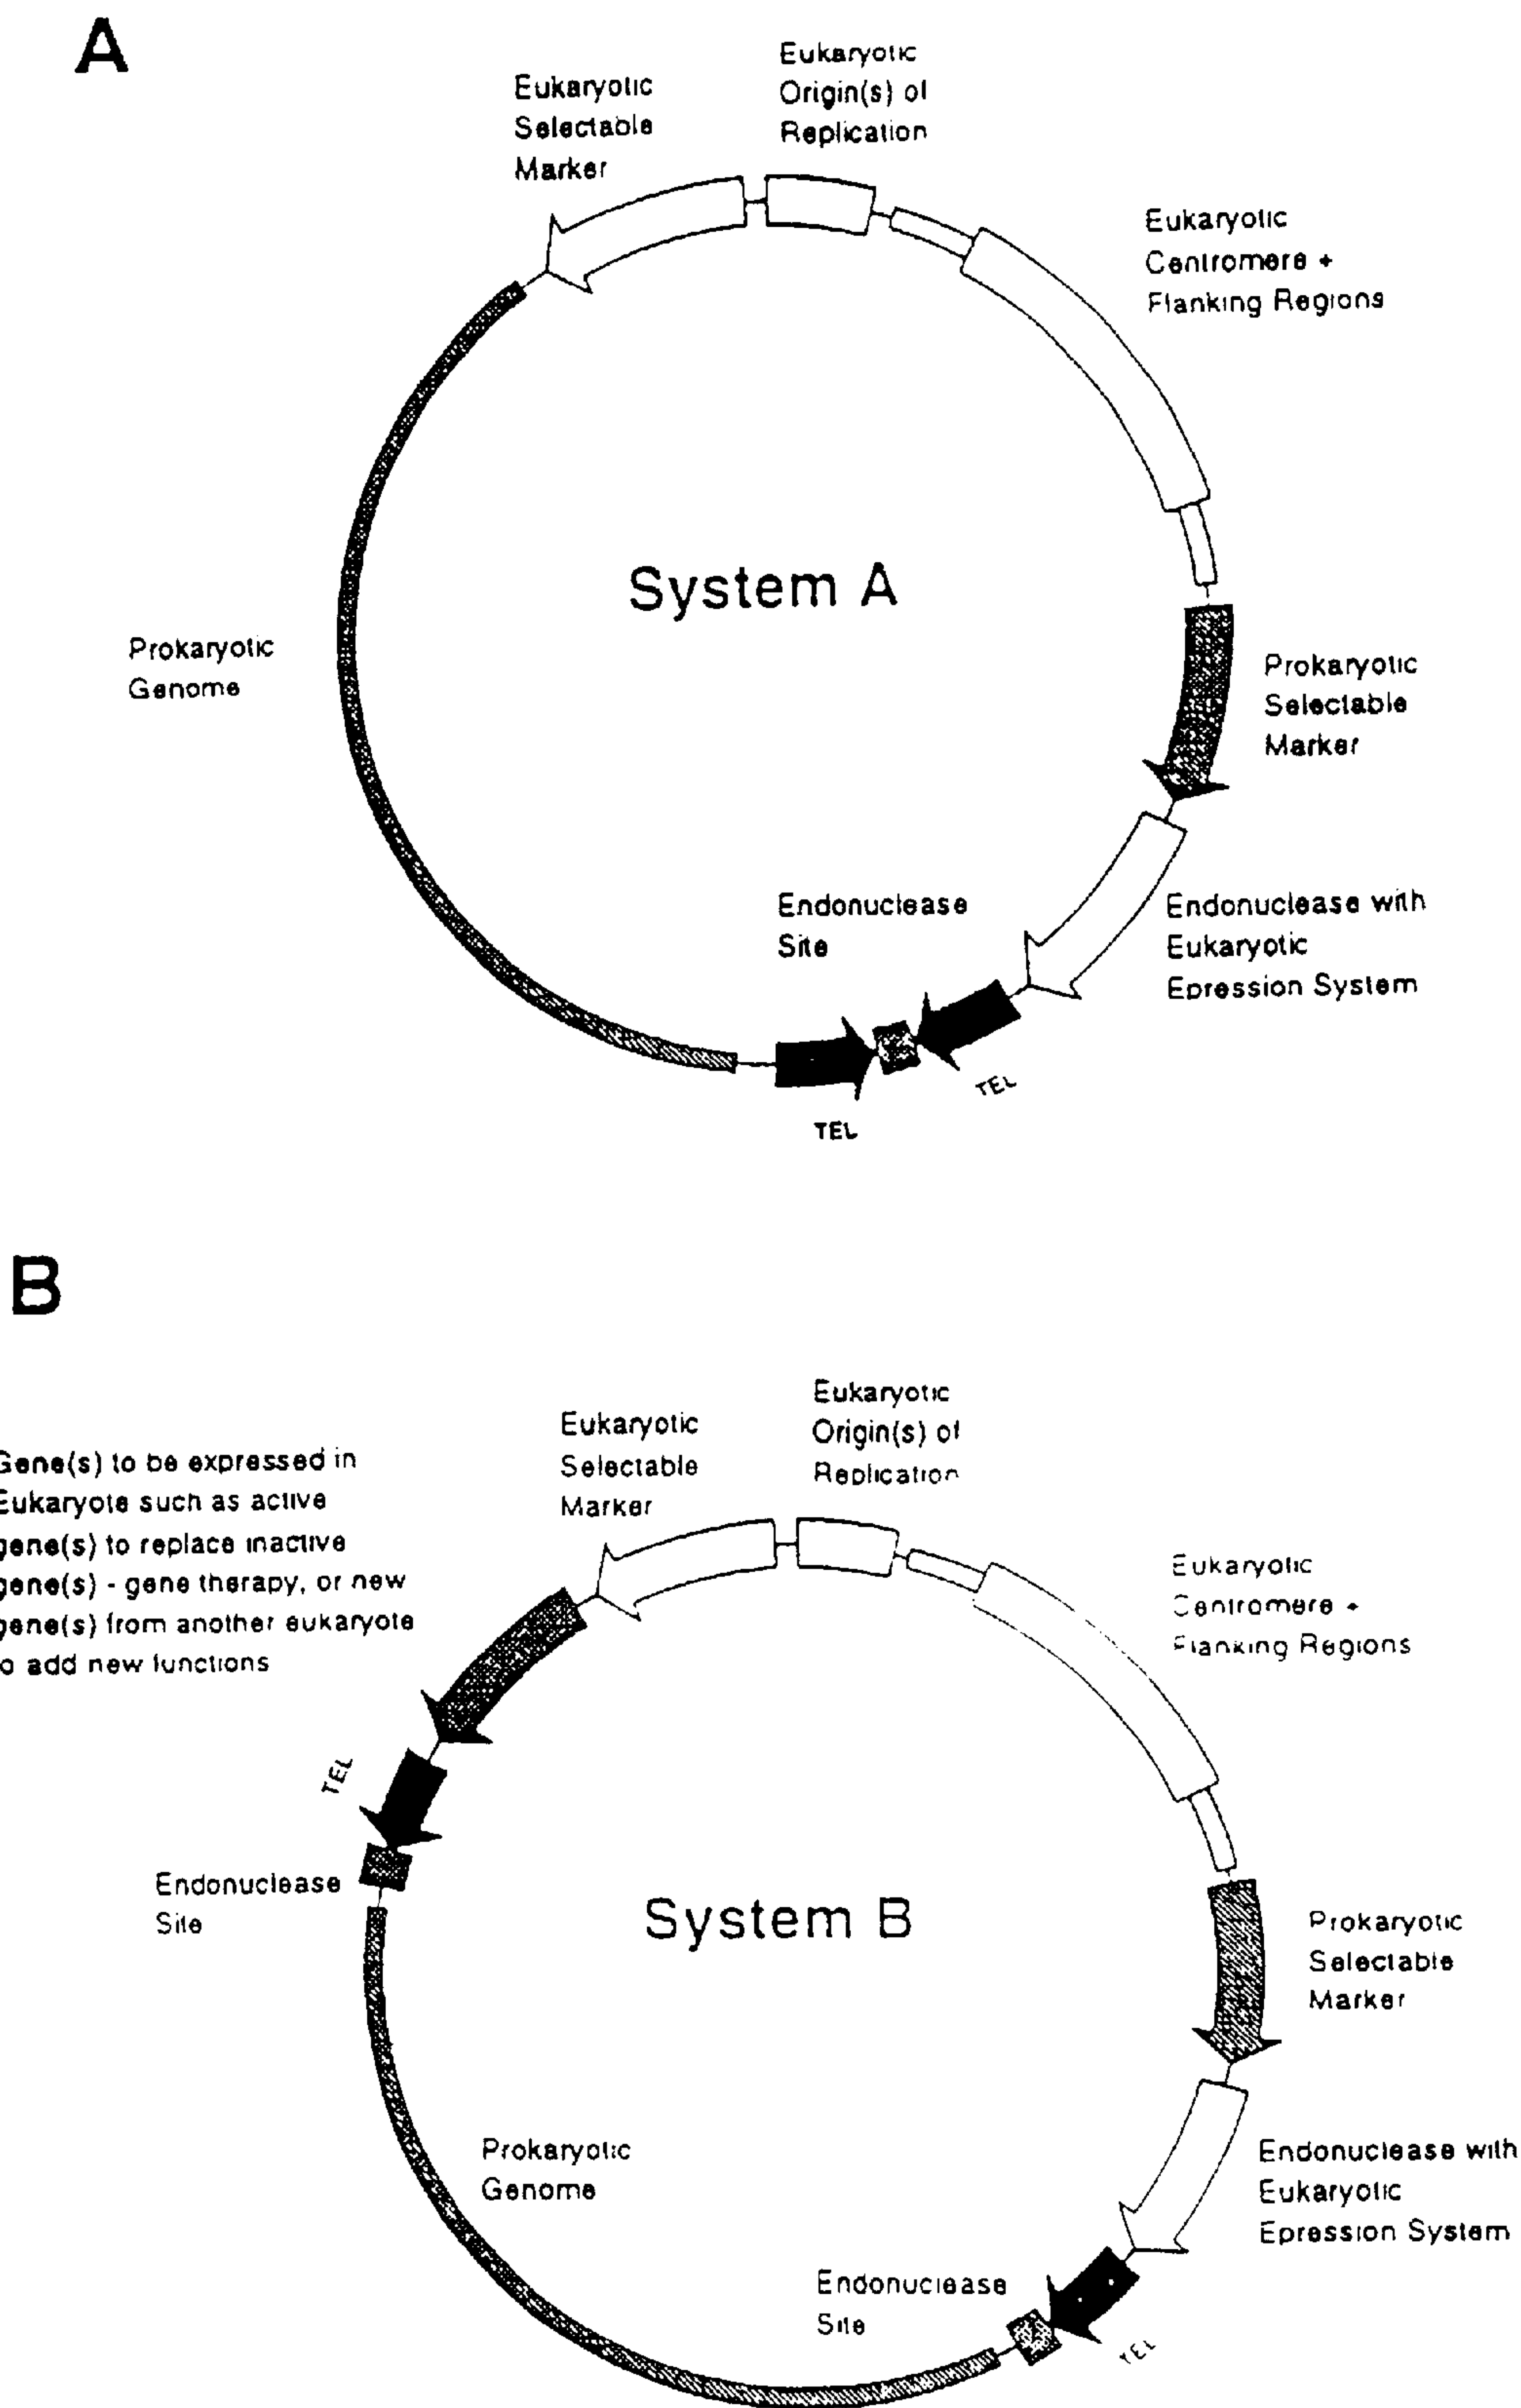 A
Eukaryotic
Selectable
Marker
Eukaryotic
Origin(s) of
Replication
Eukaryotic
Centromere +
Flanking Regions
System A
Prokaryotic
Genome
Prokaryotic
Selectable
Marker
Endonuclease
Site
Endonuclease with
Eukaryotic
Epression System
TEL
TEL
B
Eukaryotic
Selectable
Marker
Eukaryotic
Origin(s) of
Replication
Gene(s) to be expressed in
Eukaryote such as active
gene(s) to replace inactive
gene(s) - gene therapy, or new
gene(s) from another eukaryote
to add new functions
Eukaryotic
Centromere +
Flanking Regions
TEL
Endonuclease
Site
System B
Prokaryotic
Selectable
Marker
Prokaryotic
Genome
Endonuclease with
Eukaryotic
Epression System
Endonuclease
Site
TEL